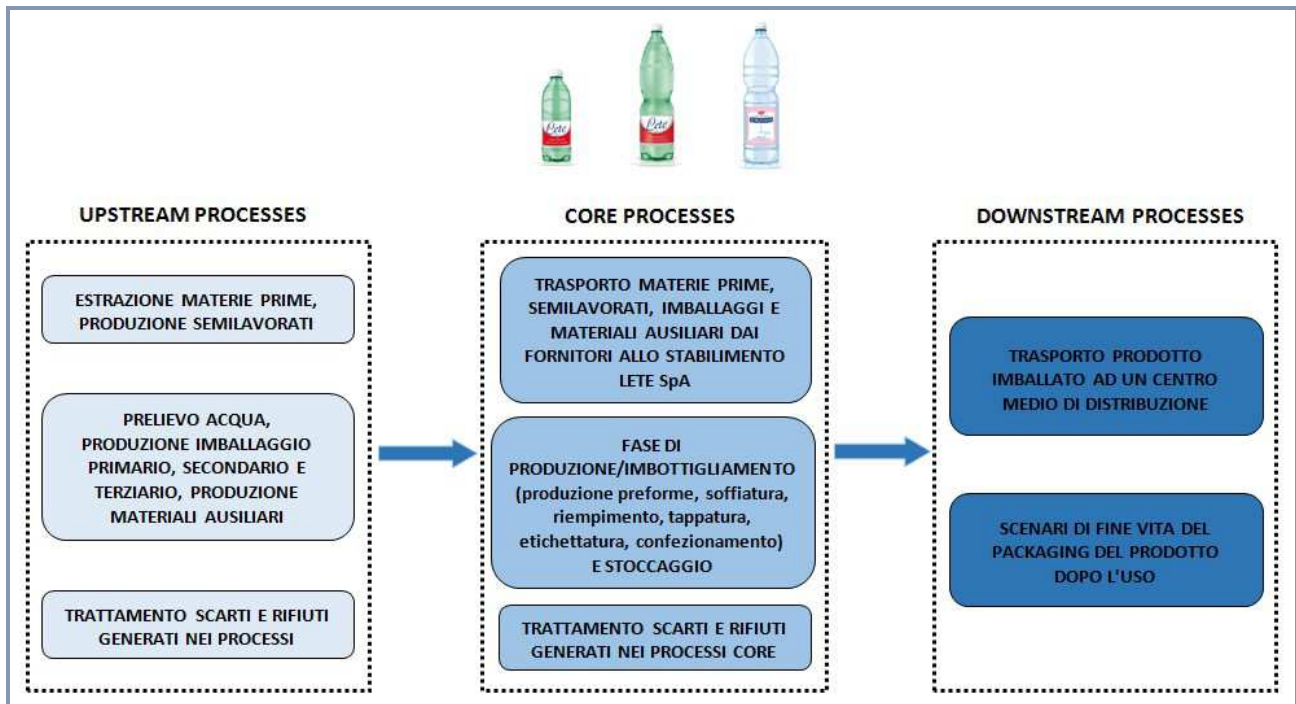 Lete
Lete
UPSTREAM PROCESSES
ESTRAZIONE MATERIE PRIME,
PRODUZIONE SEMILAVORATI
PRELIEVO ACQUA,
PRODUZIONE IMBALLAGGIO
PRIMARIO, SECONDARIO E
TERZIARIO, PRODUZIONE
MATERIALI AUSILIARI
TRATTAMENTO SCARTI E RIFIUTI
GENERATI NEI PROCESSI
CORE PROCESSES
TRASPORTO MATERIE PRIME,
SEMILAVORATI, IMBALLAGGI E
MATERIALI AUSILIARI DAI
FORNITORI ALLO STABILIMENTO
LETE SpA
FASE DI
PRODUZIONE/IMBOTTIGLIAMENTO
(produzione preforme, soffiatura,
riempimento, tappatura,
etichettatura, confezionamento)
E STOCCAGGIO
TRATTAMENTO SCARTI E RIFIUTI
GENERATI NEI PROCESSI CORE
DOWNSTREAM PROCESSES
TRASPORTO PRODOTTO
IMBALLATO AD UN CENTRO
MEDIO DI DISTRIBUZIONE
SCENARI DI FINE VITA DEL
PACKAGING DEL PRODOTTO
DOPO L'USO